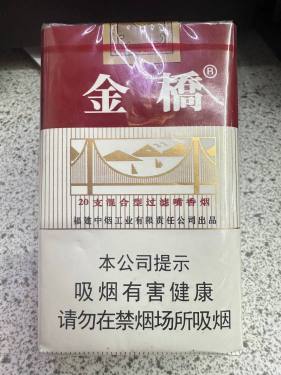 金橋®
20支混合型过滤嘴香烟
福建中烟工业有限责任公司出品
本公司提示
吸烟有害健康
请勿在禁烟场所吸烟